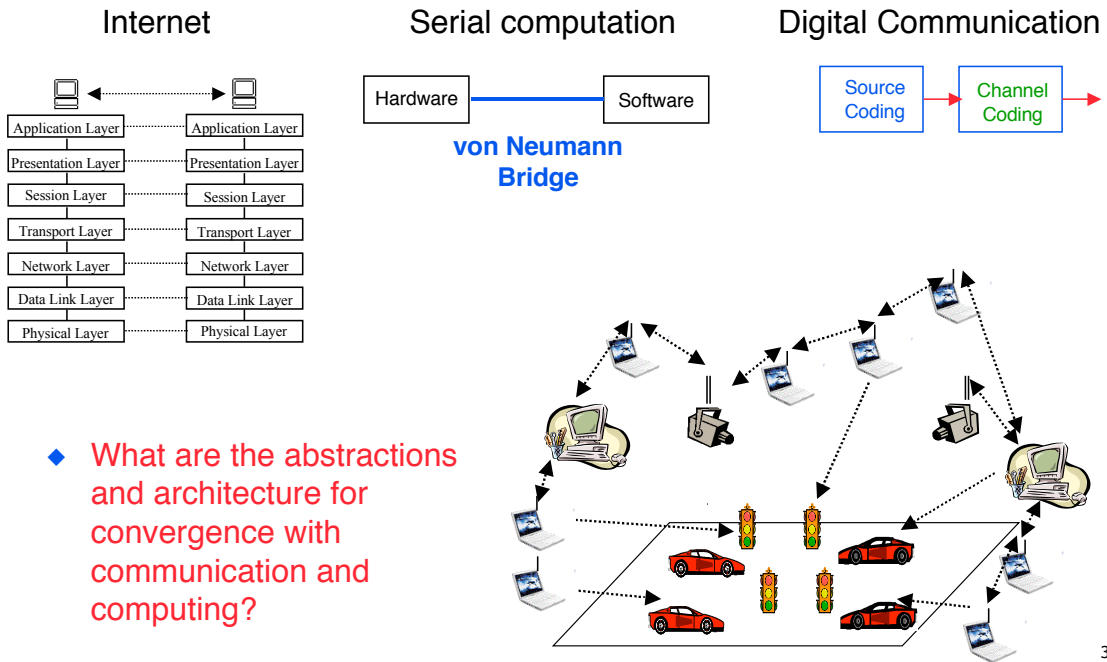 Internet
Serial computation
Digital Communication
Application Layer
Application Layer
Presentation Layer
Presentation Layer
Session Layer
Session Layer
Transport Layer
Transport Layer
Network Layer
Network Layer
Data Link Layer
Data Link Layer
Physical Layer
Physical Layer
Hardware
Software
von Neumann
Bridge
Source
Coding
Channel
Coding
What are the abstractions
and architecture for
convergence with
communication and
computing?
3